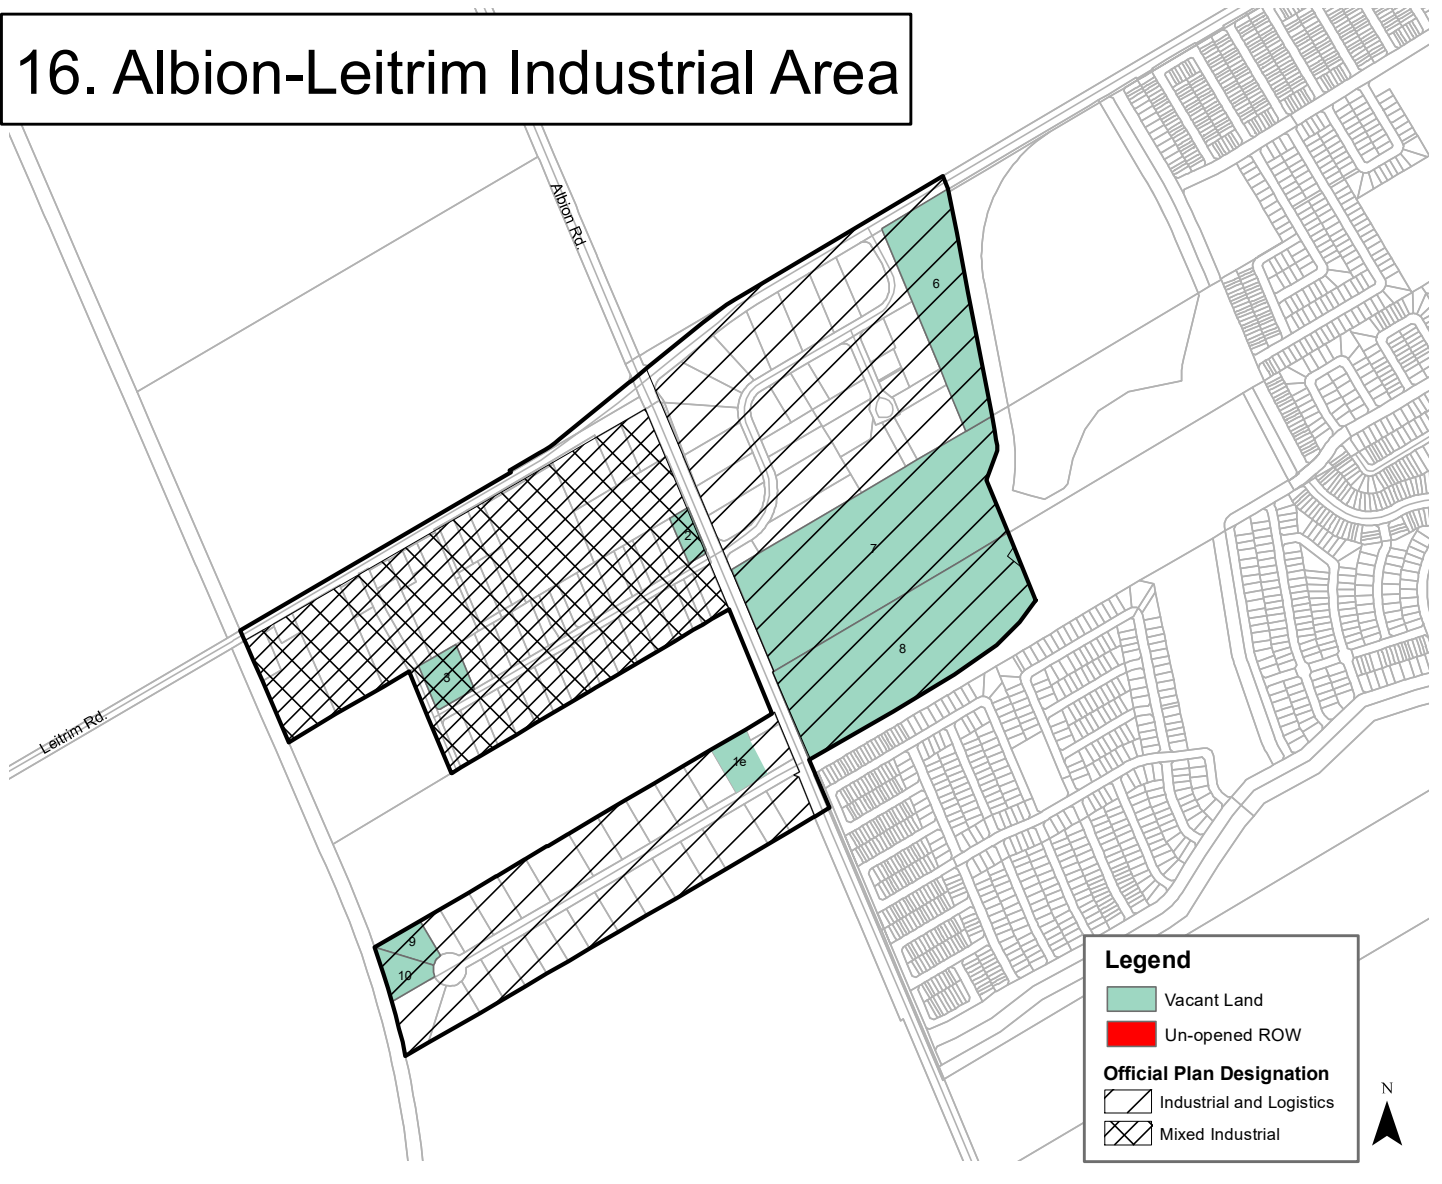 16. Albion-Leitrim Industrial Area
Albion Rd.
6
2
7
3
8
Leitrim Rd.
1e
9
10
Legend
Vacant Land
Un-opened ROW
Official Plan Designation
Industrial and Logistics
Mixed Industrial
N